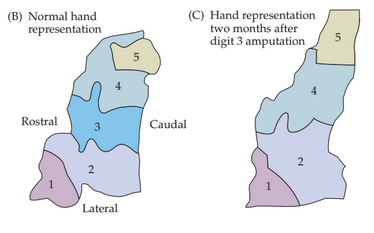 (B) Normal hand
representation
5
4
3
Rostral
Caudal
2
1
Lateral
(C) Hand representation
two months after
digit 3 amputation
5
4
2
1